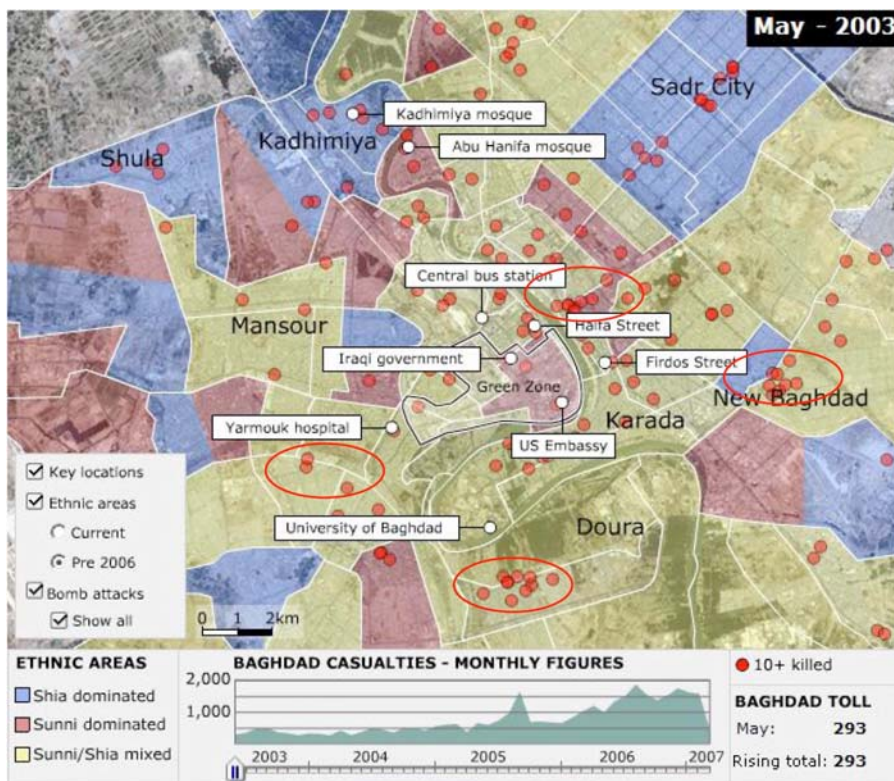 May - 2003
Sadr City
Kadhimiya mosque
Kadhimiya
Shula
Abu Hanifa mosque
Central bus station
Mansour
Haifa Street
Iraqi government
Firdos Street
Green Zone
New Baghdad
Karada
Yarmouk hospital
US Embassy
Key locations
Ethnic areas
Current
Pre 2006
Bomb attacks
Show all
University of Baghdad
Doura
0 1 2km
ETHNIC AREAS
Shia dominated
Sunni dominated
Sunni/Shia mixed
BAGHDAD CASUALTIES - MONTHLY FIGURES
2,000
1,000
2003 2004 2005 2006 2007
10+ killed
BAGHDAD TOLL
May: 293
Rising total: 293